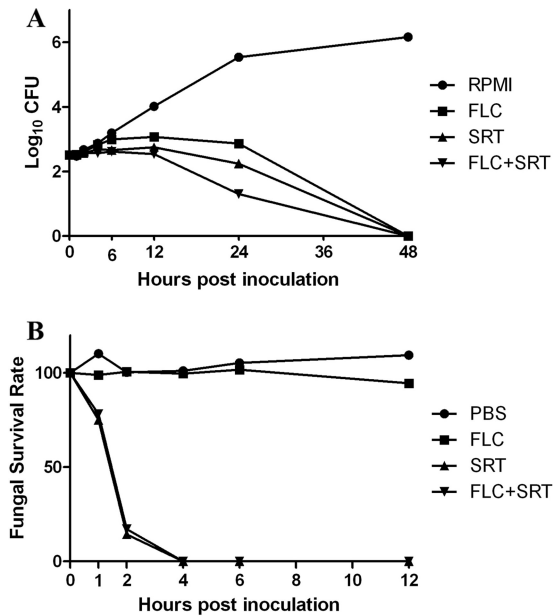 A
Log10 CFU
6
4
2
0
0 6 12 24 36 48
Hours post inoculation
RPMI
FLC
SRT
FLC+SRT
B
Fungal Survival Rate
100
50
0
0 1 2 4 6 8 10 12
Hours post inoculation
PBS
FLC
SRT
FLC+SRT